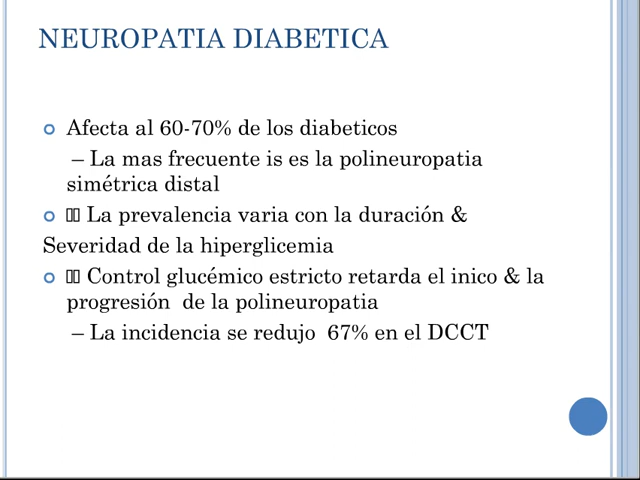 NEUROPATIA DIABETICA
Afecta al 60-70% de los diabeticos
– La mas frecuente is es la polineuropatia
simétrica distal
La prevalencia varia con la duración &
Severidad de la hiperglicemia
Control glucémico estricto retarda el inico & la
progresión de la polineuropatia
– La incidencia se redujo 67% en el DCCT